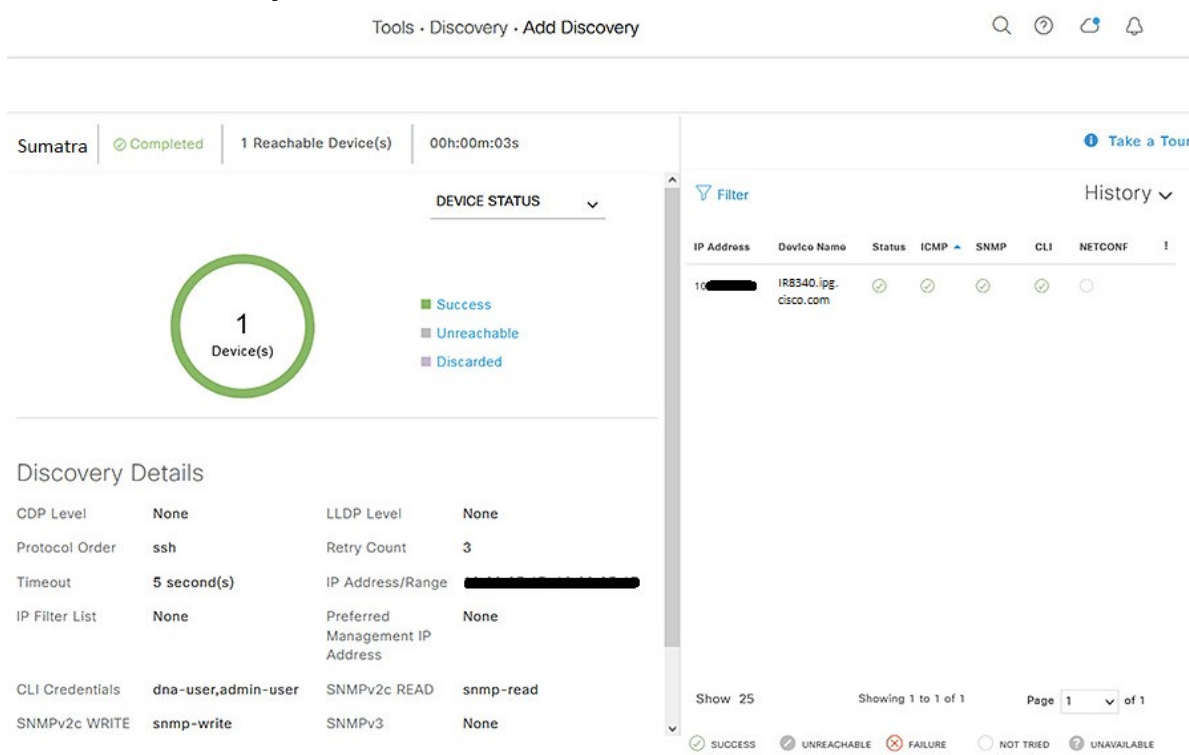 Tools · Discovery · Add Discovery
Sumatra Completed 1 Reachable Device(s) 00h:00m:03s
Take a Tour
DEVICE STATUS
Filter
History
IP Address Device Name Status ICMP SNMP CLI NETCONF
10
IR8340.ipg.
cisco.com
1
Device(s)
Success
Unreachable
Discarded
Discovery Details
CDP Level None LLDP Level None
Protocol Order ssh Retry Count 3
Timeout 5 second(s) IP Address/Range
IP Filter List None Preferred
Management IP
Address None
CLI Credentials dna-user,admin-user SNMPv2c READ snmp-read
SNMPv2c WRITE snmp-write SNMPv3 None
Show 25 Showing 1 to 1 of 1 Page 1 of 1
SUCCESS UNREACHABLE FAILURE NOT TRIED UNAVAILABLE